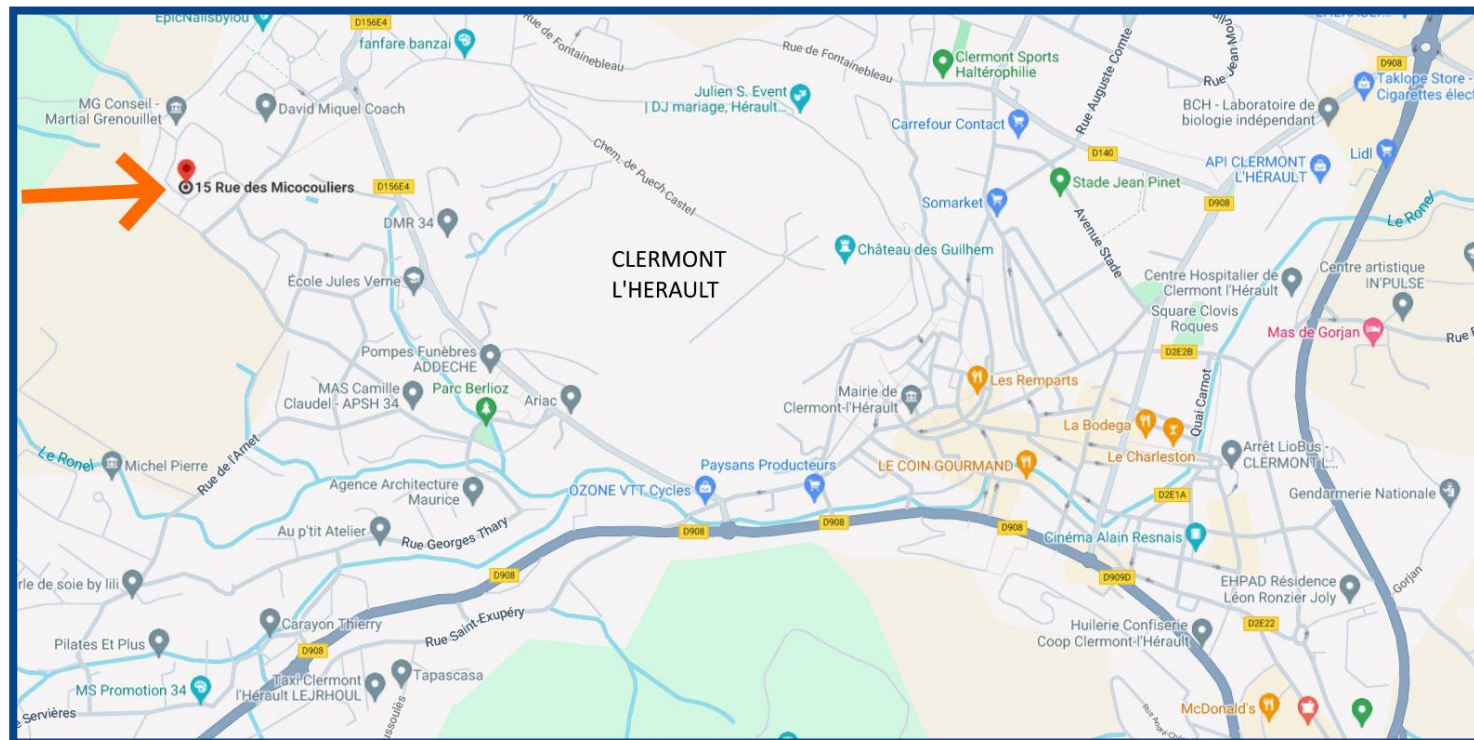 EpicNailsbylou
D156E4
fanfare banzai
Rue de Fontainebleau
Rue de Fontainebleau
Clermont Sports
Haltérophilie
Rue Auguste Comte
Rue Jean Moul
D908
Taklope Store -
Cigarettes élect
Julien S. Event
| DJ mariage, Hérault...
MG Conseil -
Martial Grenouillet
David Miquel Coach
BCH - Laboratoire de
biologie indépendant
Carrefour Contact
D140
API CLERMONT
L'HÉRAULT
Lidl
15 Rue des Micocouliers
D156E4
Chem. de Puech Castel
Stade Jean Pinet
Somarket
D908
Le Ronel
DMR 34
Avenue Stade
Château des Guilhem
CLERMONT
L'HERAULT
École Jules Verne
Centre Hospitalier de
Clermont l'Hérault
Centre artistique
IN'PULSE
Square Clovis
Roques
Mas de Gorjan
Rue F
Pompes Funèbres
ADDECHE
D2E2B
MAS Camille
Claudel - APSH 34
Parc Berlioz
Ariac
Mairie de
Clermont-l'Hérault
Les Remparts
Quai Carnot
La Bodega
Le Charleston
Rue de l'Arnet
Le Ronel
Michel Pierre
Arrêt LioBus -
CLERMONT L...
Paysans Producteurs
LE COIN GOURMAND
Agence Architecture
Maurice
OZONE VTT Cycles
D2E1A
Gendarmerie Nationale
Au p'tit Atelier
Rue Georges Thary
D908
D908
D908
Cinéma Alain Resnais
rle de soie by lili
D908
D909D
EHPAD Résidence
Léon Ronzier Joly
Gorjan
Carayon Thierry
Rue Saint-Exupéry
Huilerie Confiserie
Coop Clermont-l'Hérault
D2E22
Pilates Et Plus
D908
Taxi Clermont
l'Hérault LEJRHOUL
Tapascasa
MS Promotion 34
McDonald's
e Servières